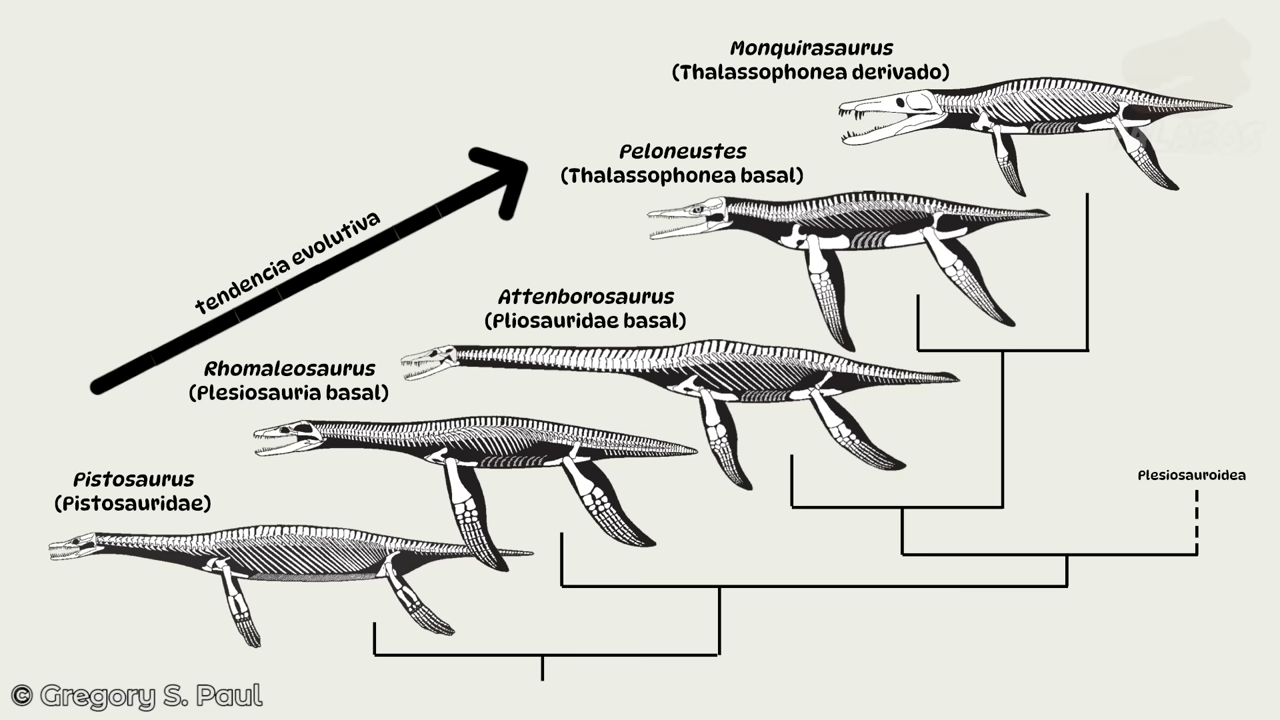 Monquirasaurus
(Thalassophonea derivado)
Peloneustes
(Thalassophonea basal)
tendencia evolutiva
Attenborosaurus
(Pliosauridae basal)
Rhomaleosaurus
(Plesiosauria basal)
Pistosaurus
(Pistosauridae)
Plesiosauroidea
© Gregory S. Paul